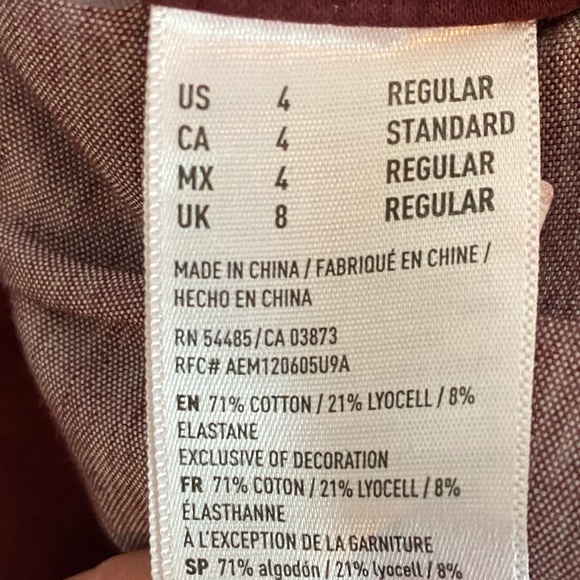 US 4 REGULAR
CA 4 STANDARD
MX 4 REGULAR
UK 8 REGULAR
MADE IN CHINA / FABRIQUÉ EN CHINE /
HECHO EN CHINA
RN 54485/CA 03873
RFC# AEM120605U9A
EN 71% COTTON / 21% LYOCELL / 8%
ELASTANE
EXCLUSIVE OF DECORATION
FR 71% COTON / 21% LYOCELL / 8%
ÉLASTHANNE
À L'EXCEPTION DE LA GARNITURE
SP 71% algodón / 21% lyocell / 8%